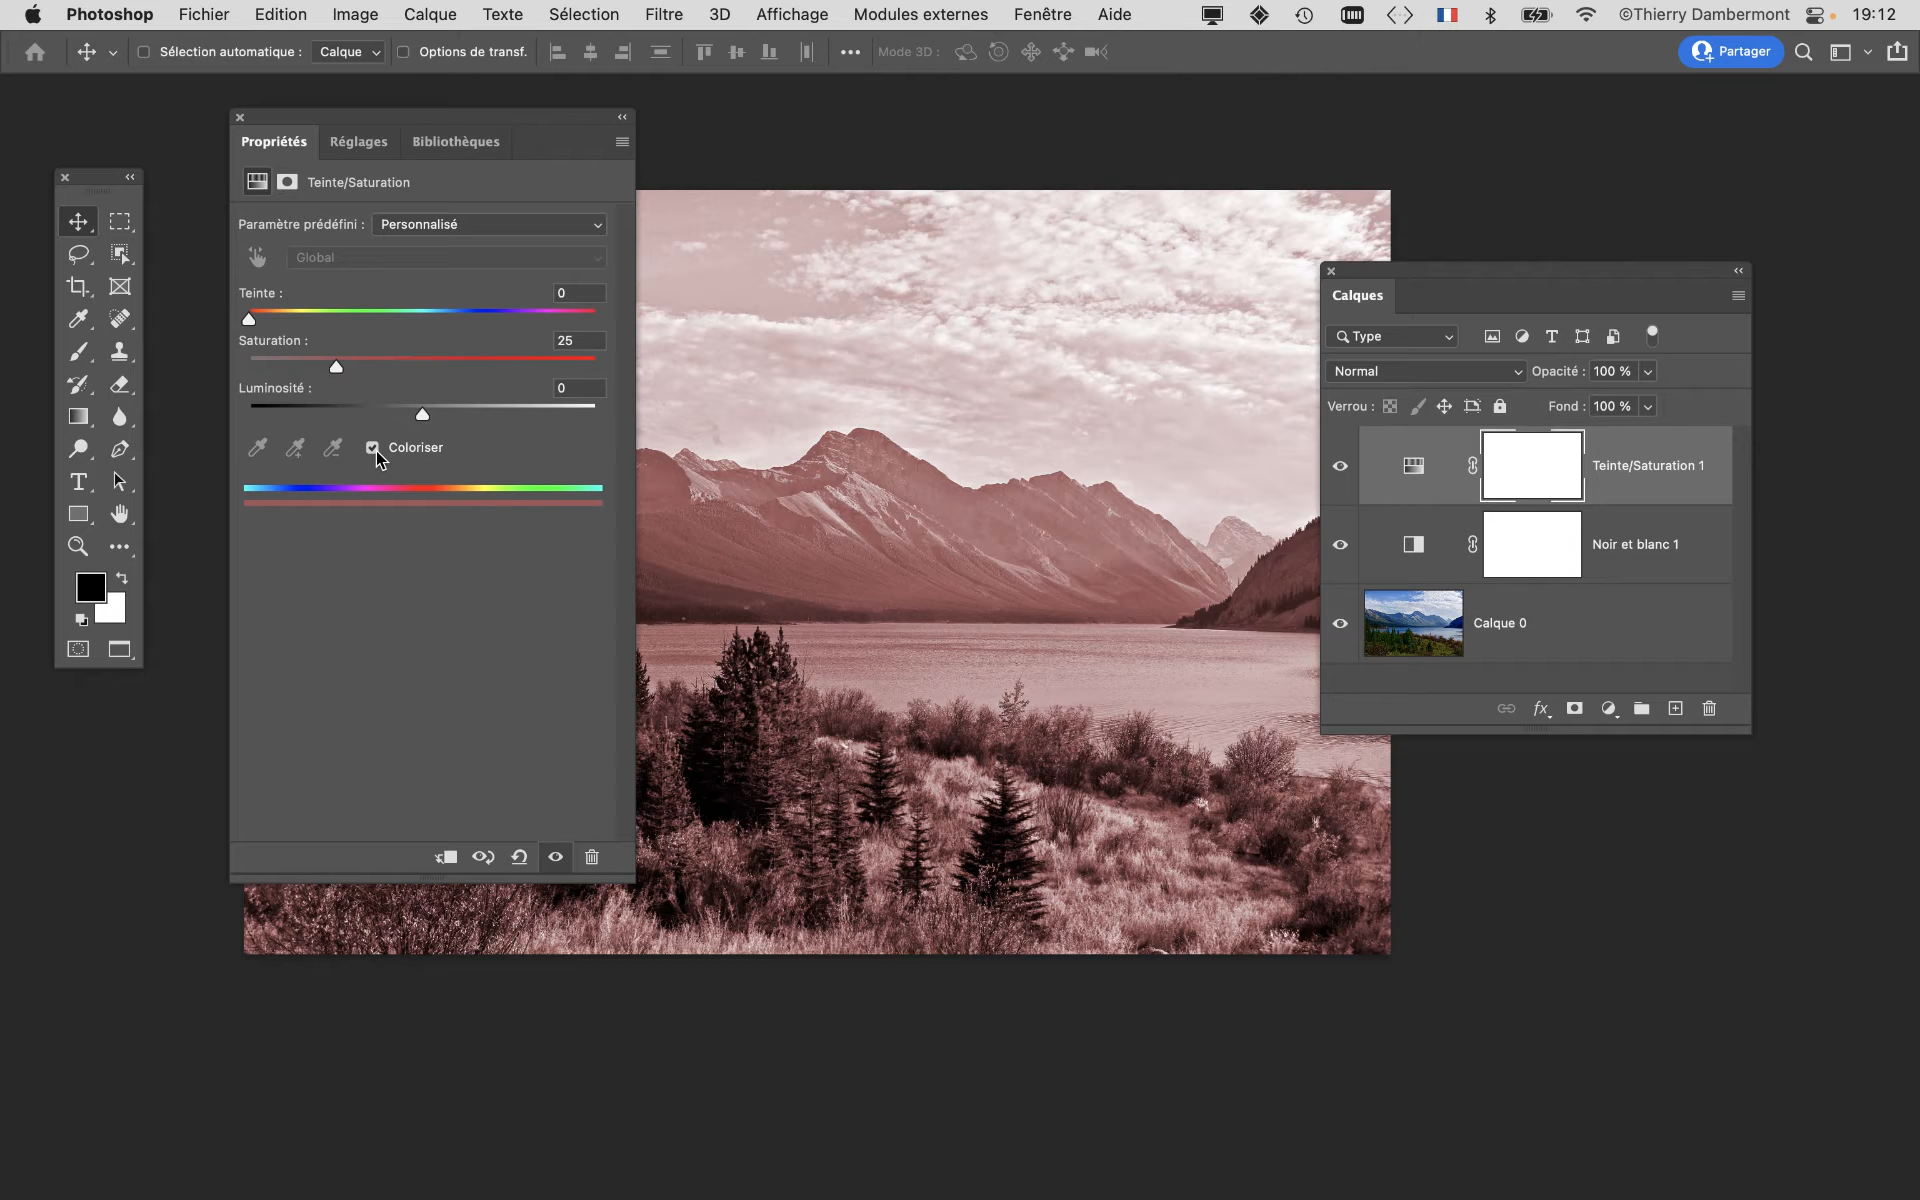 Photoshop Fichier Edition Image Calque Texte Sélection Filtre 3D Affichage Modules externes Fenêtre Aide ©Thierry Dambermont 19:12
Sélection automatique : Calque Options de transf. Mode 3D : Partager
Propriétés Réglages Bibliothèques
Teinte/Saturation
Paramètre prédéfini : Personnalisé
Global
Teinte : 0
Saturation : 25
Luminosité : 0
Coloriser
Calques
Type
Normal Opacité : 100 %
Verrou : Fond : 100 %
Teinte/Saturation 1
Noir et blanc 1
Calque 0
fx